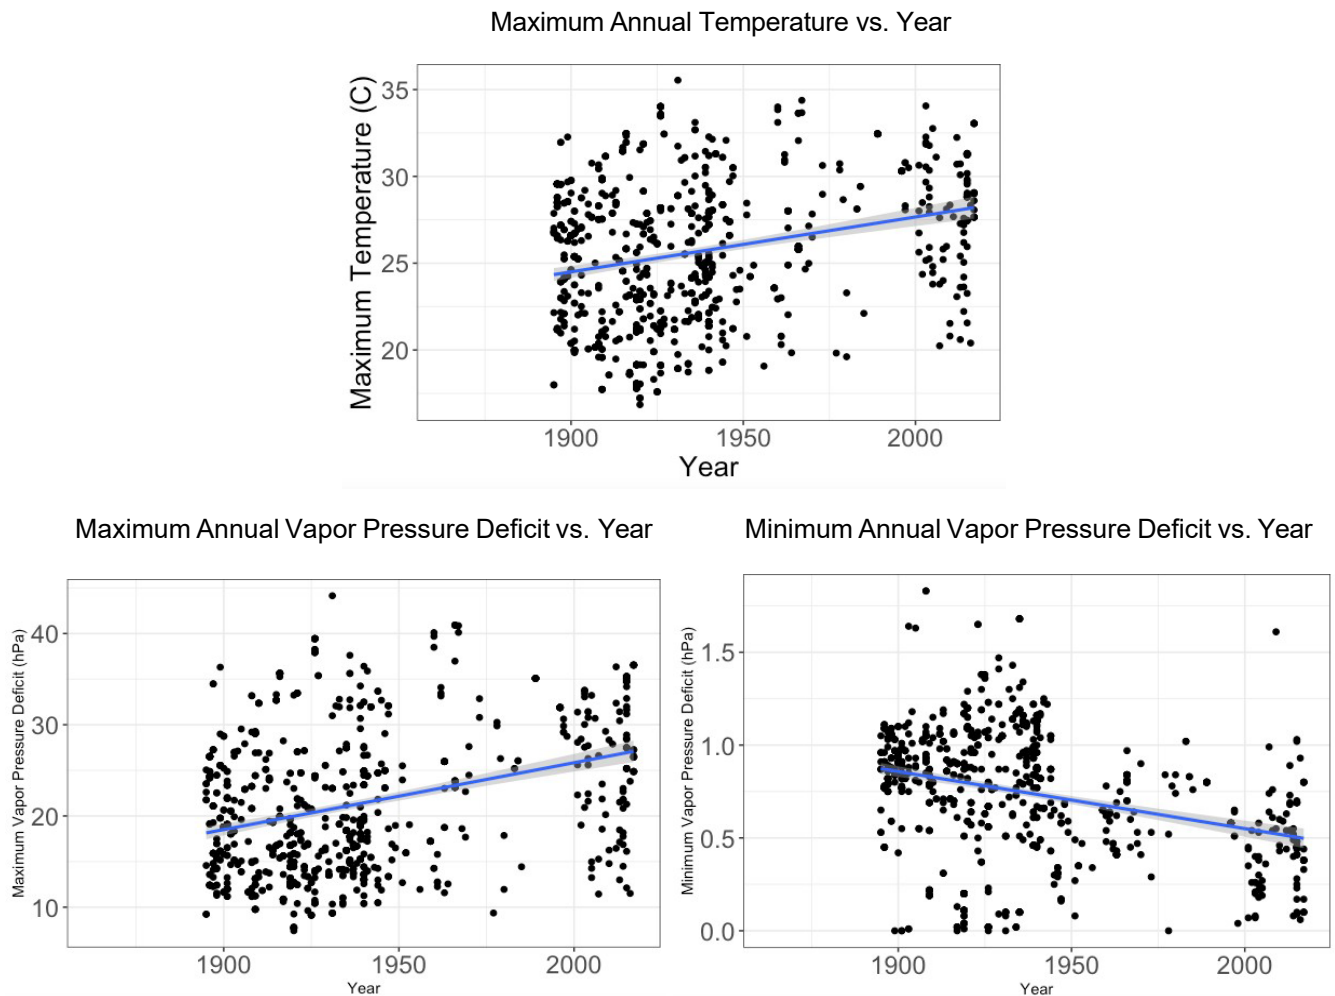 Maximum Annual Temperature vs. Year
Maximum Temperature (C)
35
30
25
20
1900 1950 2000
Year
Maximum Annual Vapor Pressure Deficit vs. Year
Maximum Vapor Pressure Deficit (hPa)
40
30
20
10
1900 1950 2000
Year
Minimum Annual Vapor Pressure Deficit vs. Year
Minimum Vapor Pressure Deficit (hPa)
1.5
1.0
0.5
0.0
1900 1950 2000
Year